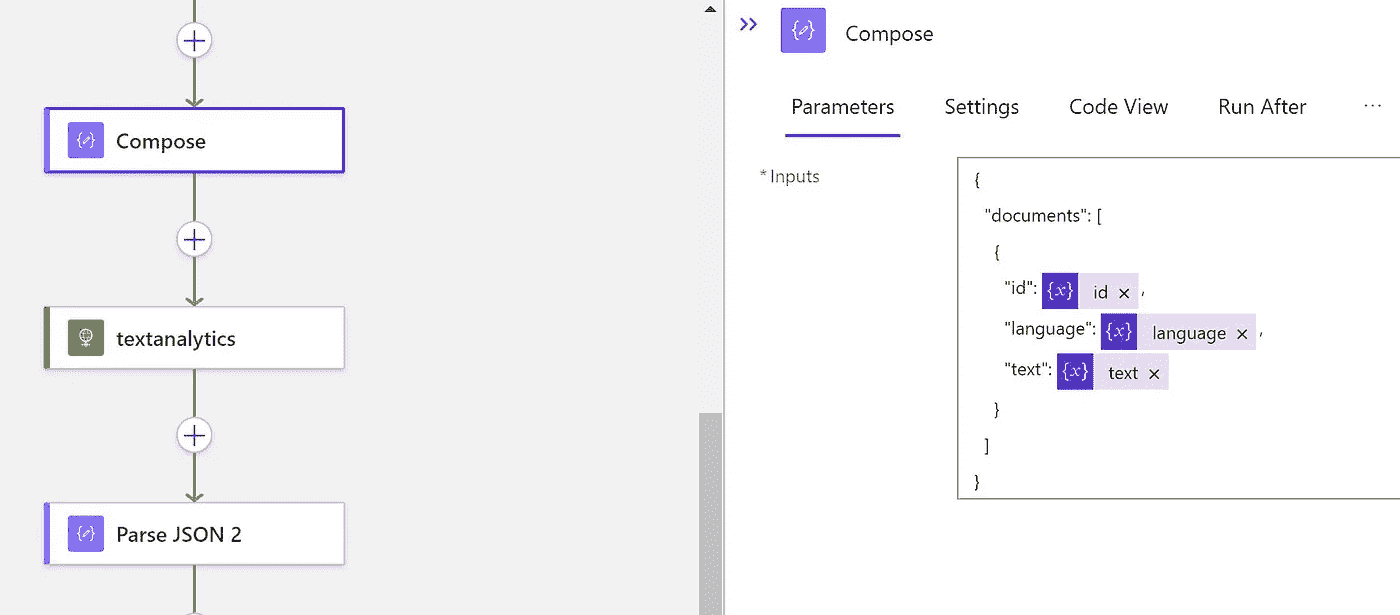 Compose
textanalytics
Parse JSON 2
Compose
Parameters Settings Code View Run After ...
* Inputs
{
"documents": [
{
"id": {x} id × ,
"language": {x} language × ,
"text": {x} text ×
}
]
}